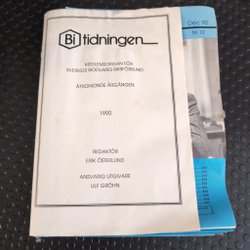 Bi tidningen
MEDLEMSORGAN FÖR
SVERIGES BIODLARES RIKSFÖRBUND
ÅTTIONIONDE ÅRGÅNGEN
1990
REDAKTÖR
ERIK ÖSTERLUND
ANSVARIG UTGIVARE
ULF GRÖHN
Dec 90
Nr 12